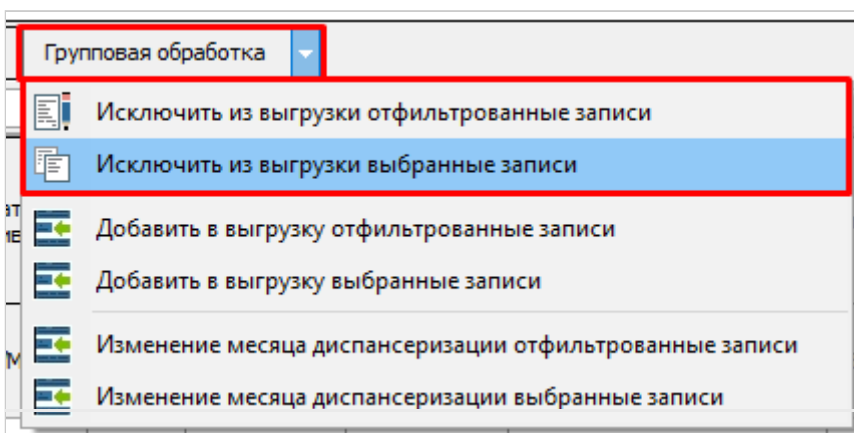 Групповая обработка
Исключить из выгрузки отфильтрованные записи
Исключить из выгрузки выбранные записи
Добавить в выгрузку отфильтрованные записи
Добавить в выгрузку выбранные записи
Изменение месяца диспансеризации отфильтрованные записи
Изменение месяца диспансеризации выбранные записи